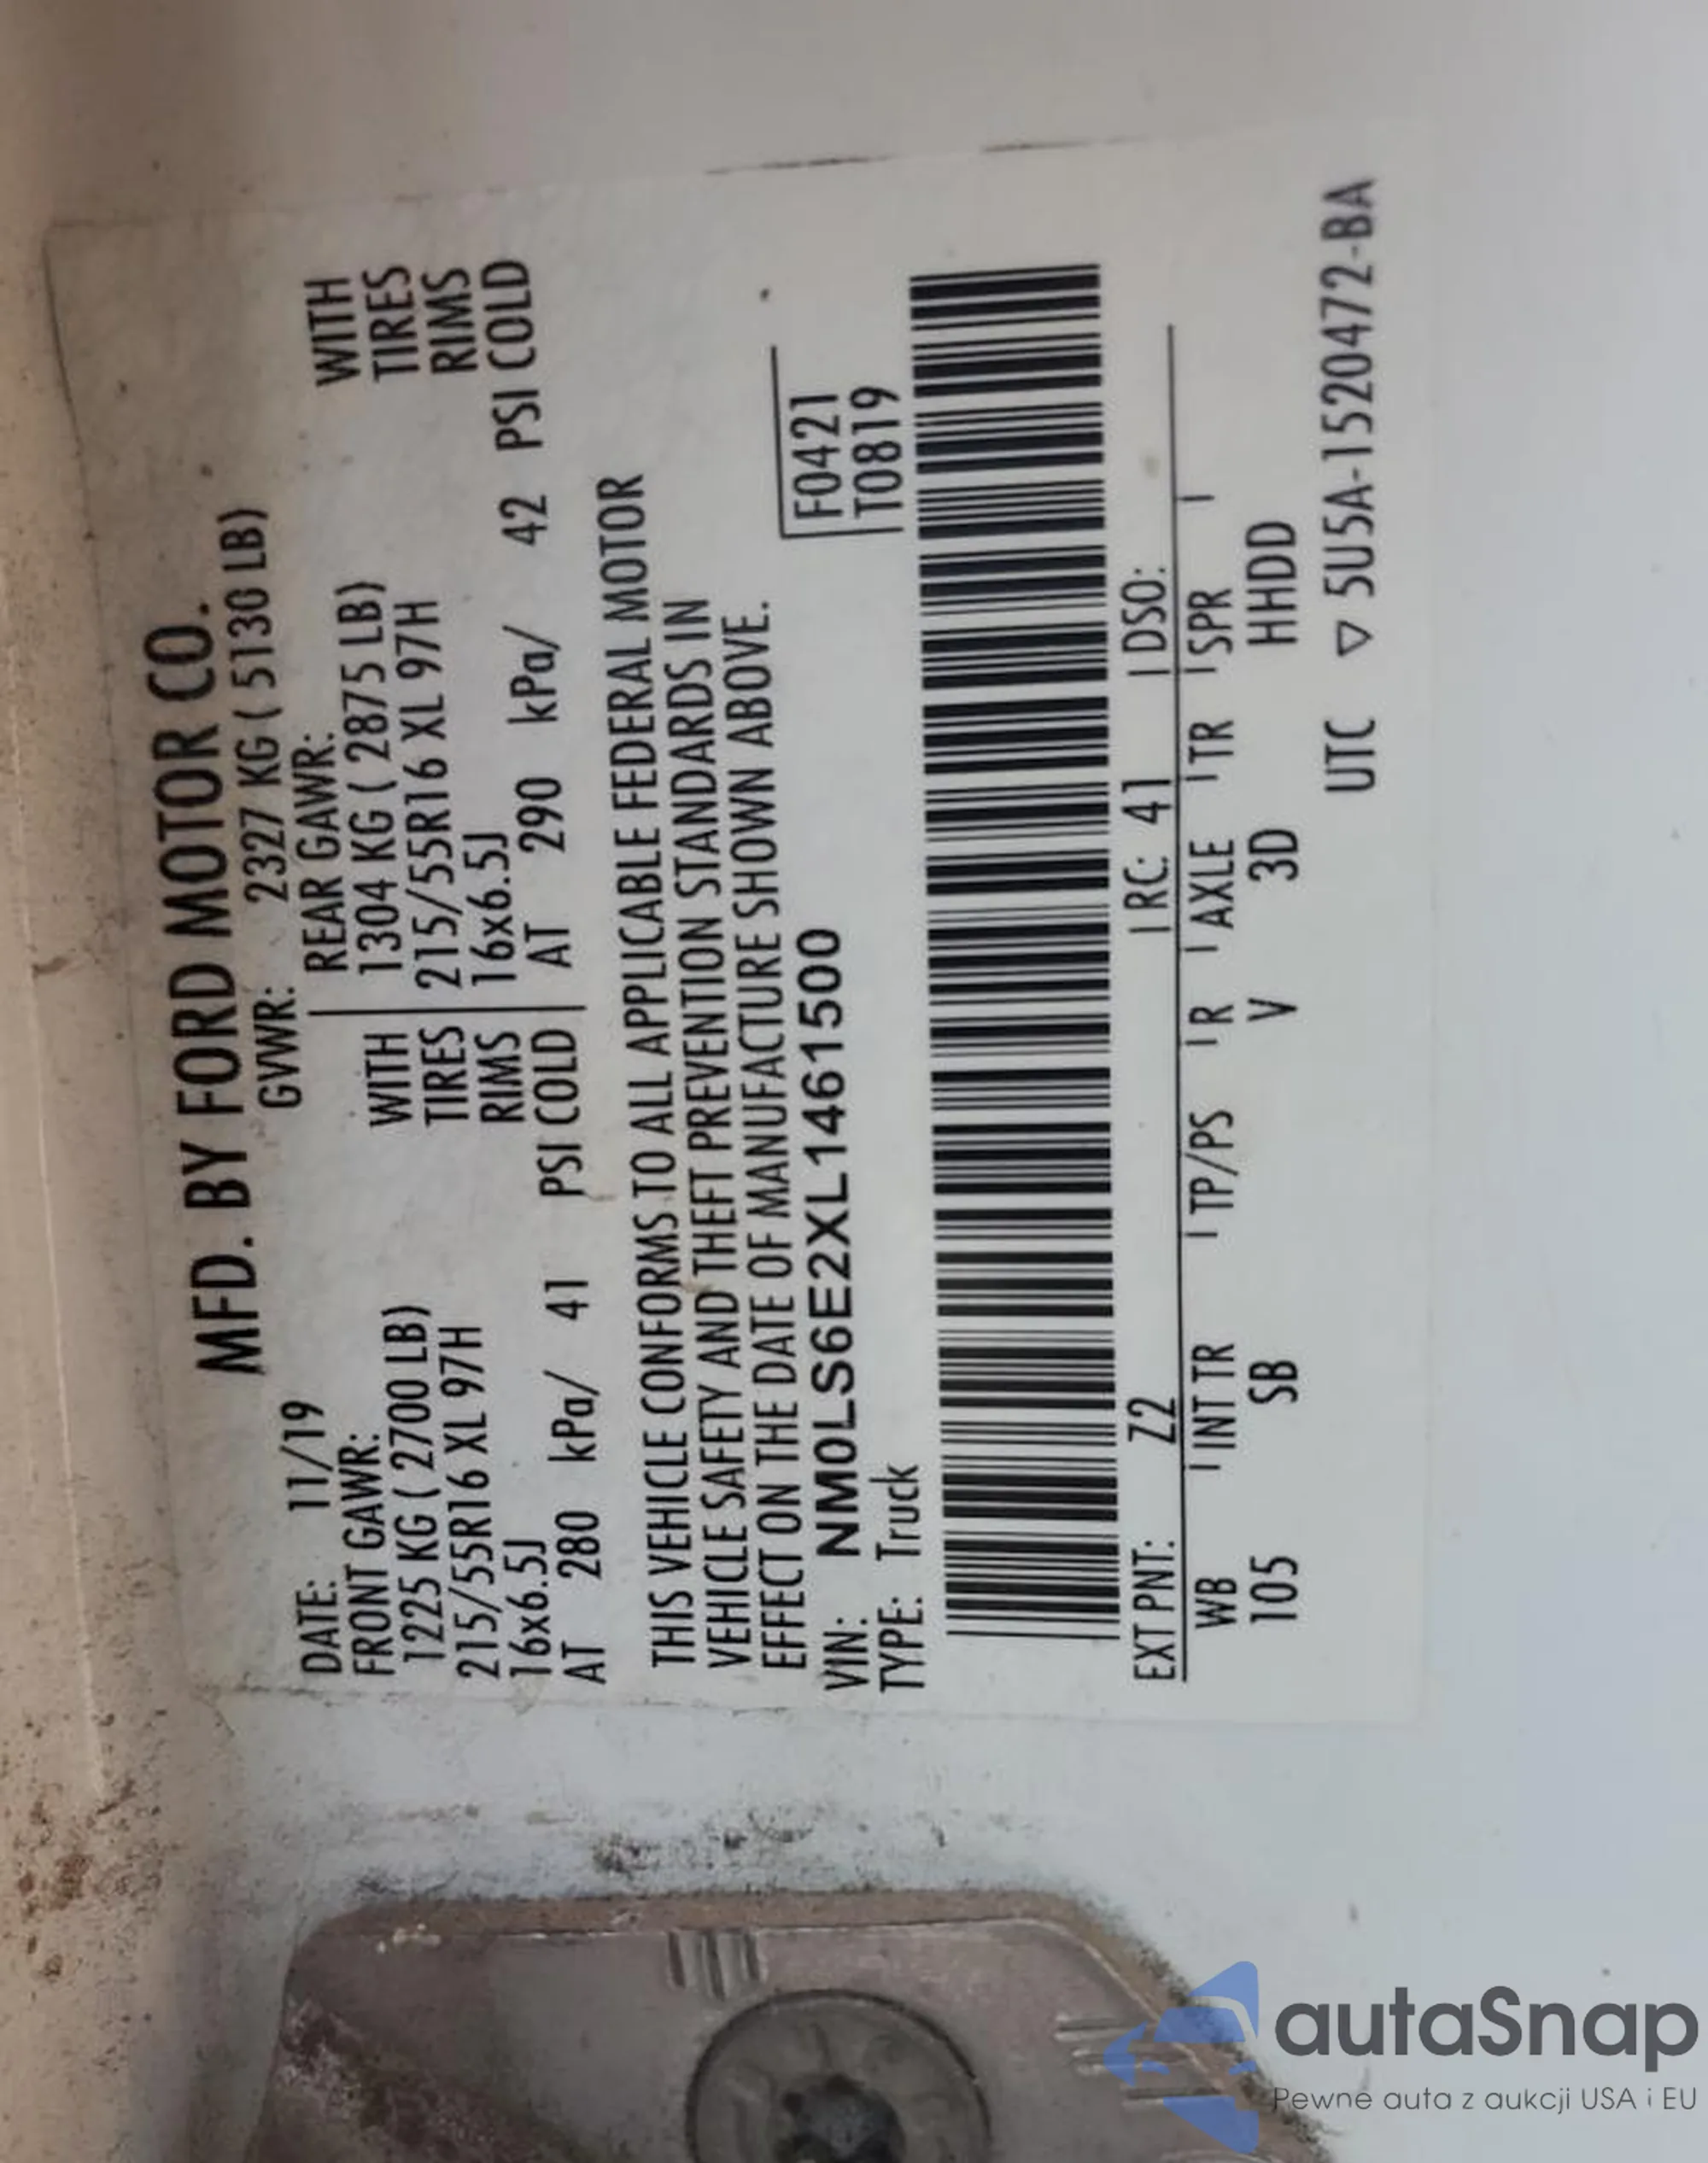 MFD. BY FORD MOTOR CO.
DATE: 11/19 GVWR: 2327 KG ( 5130 LB)
FRONT GAWR: REAR GAWR:
1225 KG ( 2700 LB) WITH 1304 KG ( 2875 LB) WITH
215/55R16 XL 97H TIRES 215/55R16 XL 97H TIRES
16x6.5J RIMS 16x6.5J RIMS
AT 280 kPa/ 41 PSI COLD AT 290 kPa/ 42 PSI COLD
THIS VEHICLE CONFORMS TO ALL APPLICABLE FEDERAL MOTOR
VEHICLE SAFETY AND THEFT PREVENTION STANDARDS IN
EFFECT ON THE DATE OF MANUFACTURE SHOWN ABOVE.
VIN: NM0LS6E2XL1461500 F0421
TYPE: Truck T0819
EXT PNT: Z2 RC: 41 DSO:
WB INT TR TP/PS R AXLE TR SPR
105 SB V 3D HHDD
UTC ▽ 5U5A-1520472-BA
autaSnap
Pewne auta z aukcji USA i EU